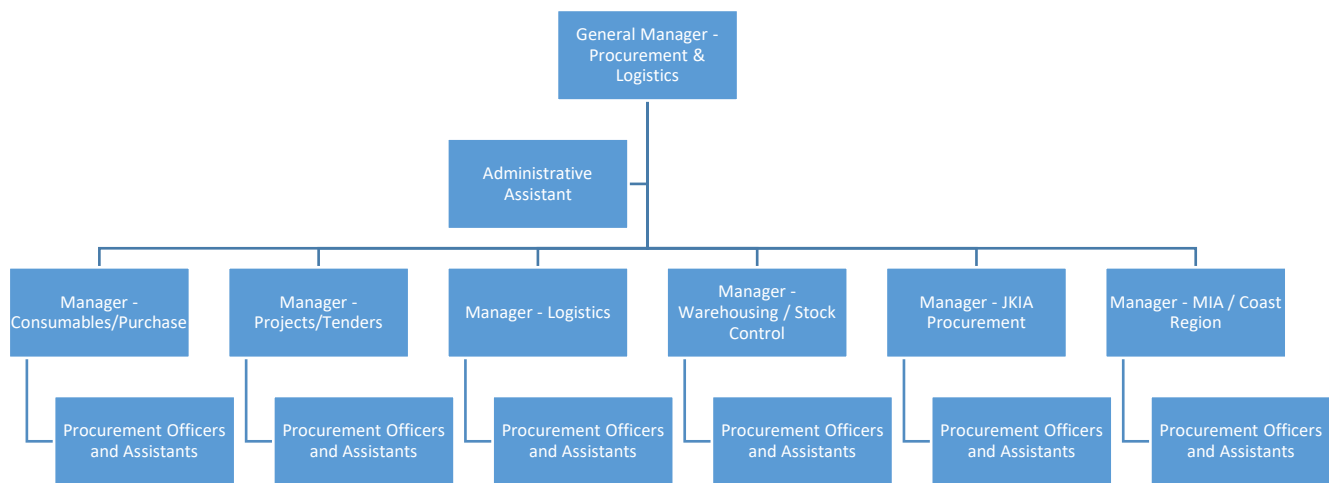 General Manager -
Procurement &
Logistics
Administrative
Assistant
Manager -
Consumables/Purchase
Manager -
Projects/Tenders
Manager - Logistics
Manager -
Warehousing / Stock
Control
Manager - JKIA
Procurement
Manager - MIA / Coast
Region
Procurement Officers
and Assistants
Procurement Officers
and Assistants
Procurement Officers
and Assistants
Procurement Officers
and Assistants
Procurement Officers
and Assistants
Procurement Officers
and Assistants